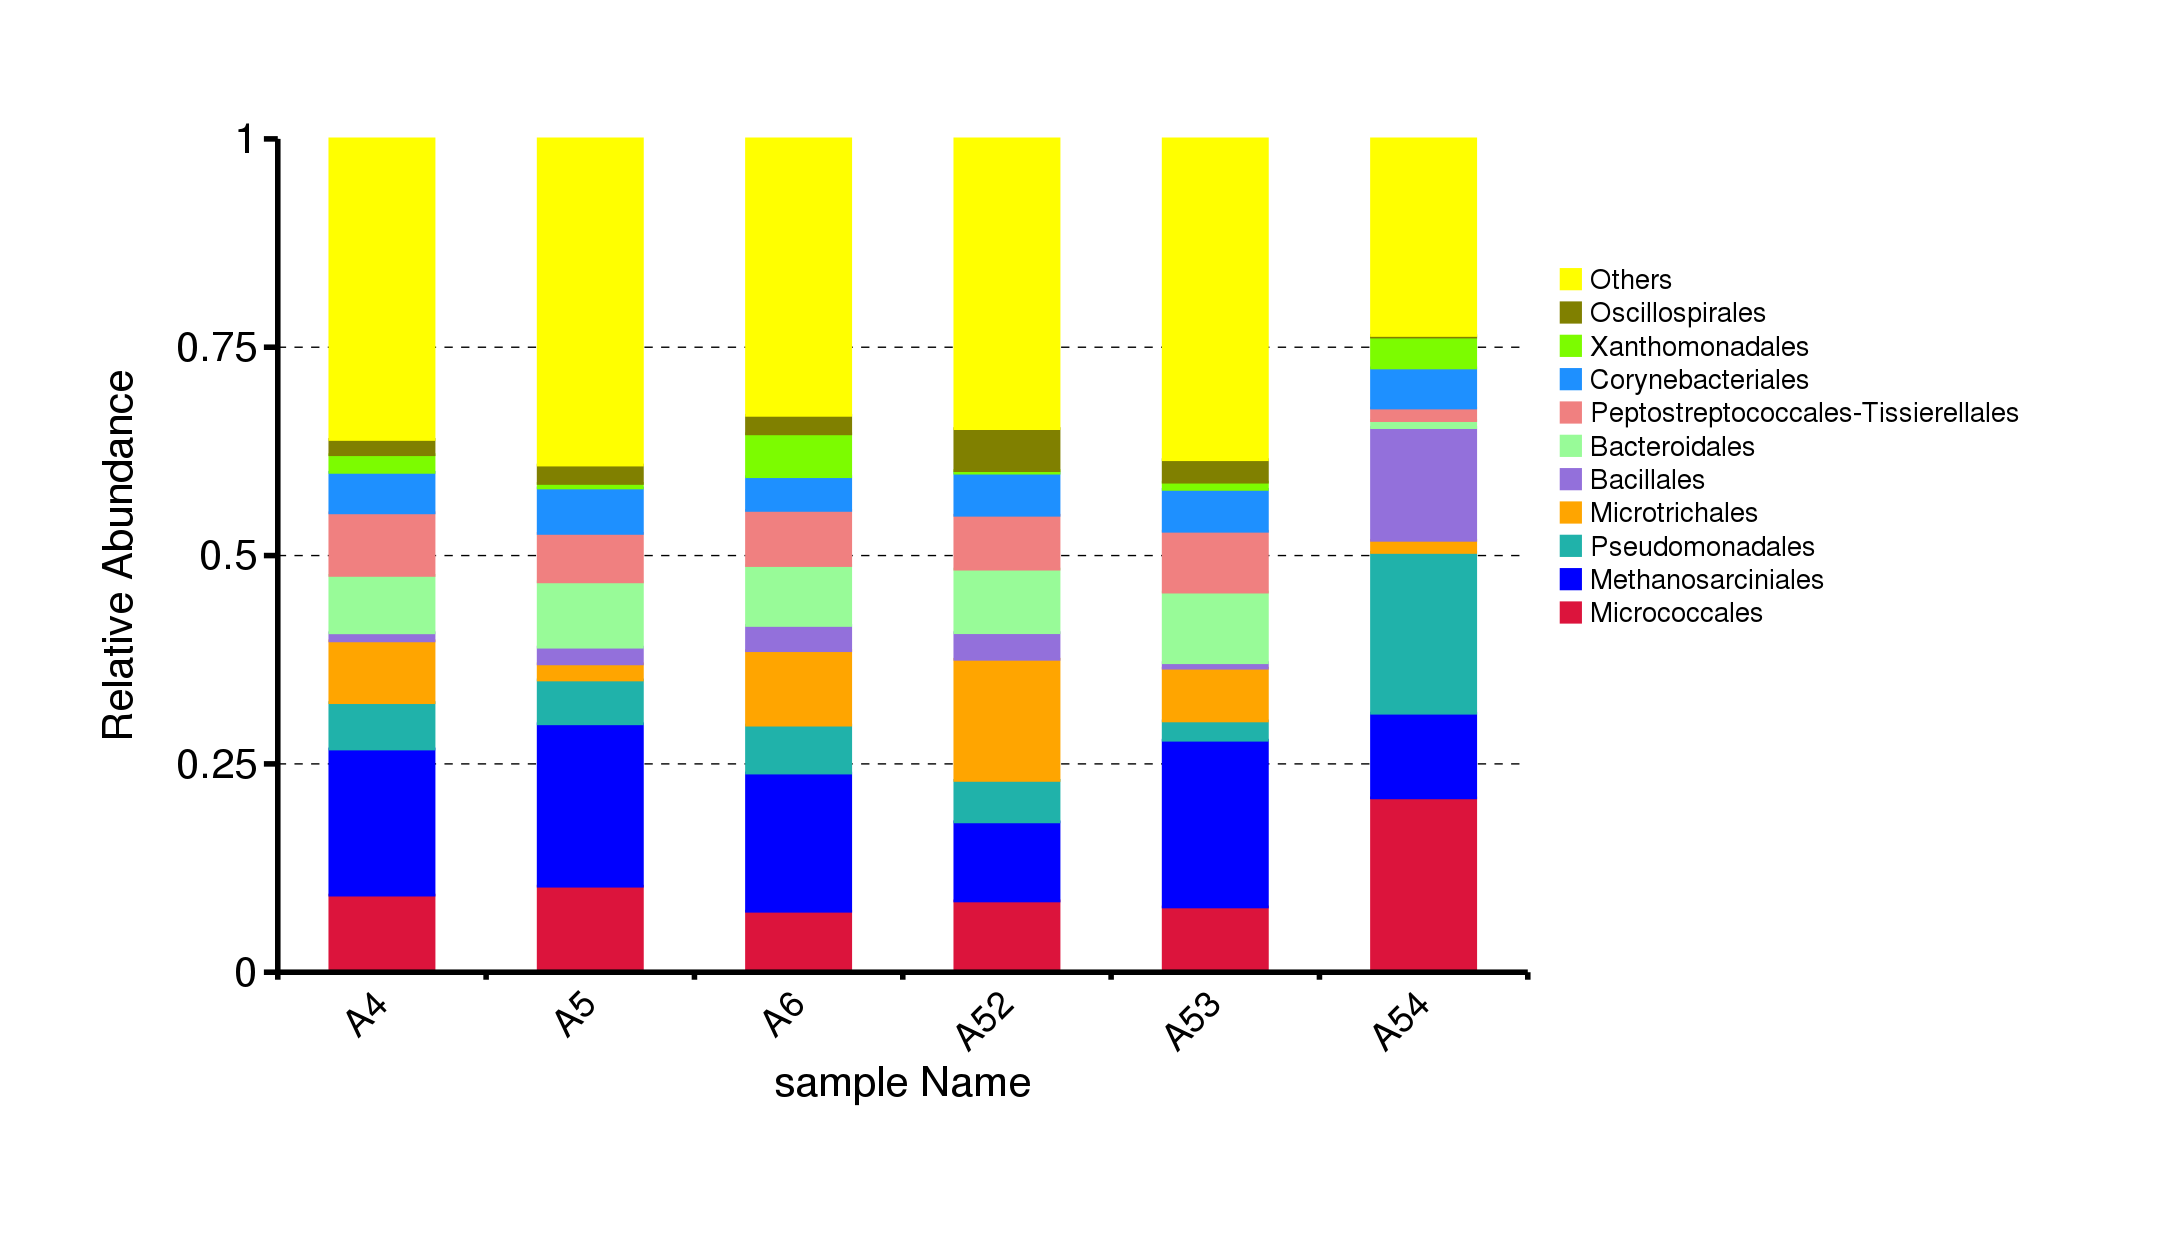 1
0.75
0.5
0.25
0
Relative Abundance
A4
A5
A6
A52
A53
A54
sample Name
Others
Oscillospirales
Xanthomonadales
Corynebacteriales
Peptostreptococcales-Tissierellales
Bacteroidales
Bacillales
Microtrichales
Pseudomonadales
Methanosarciniales
Micrococcales